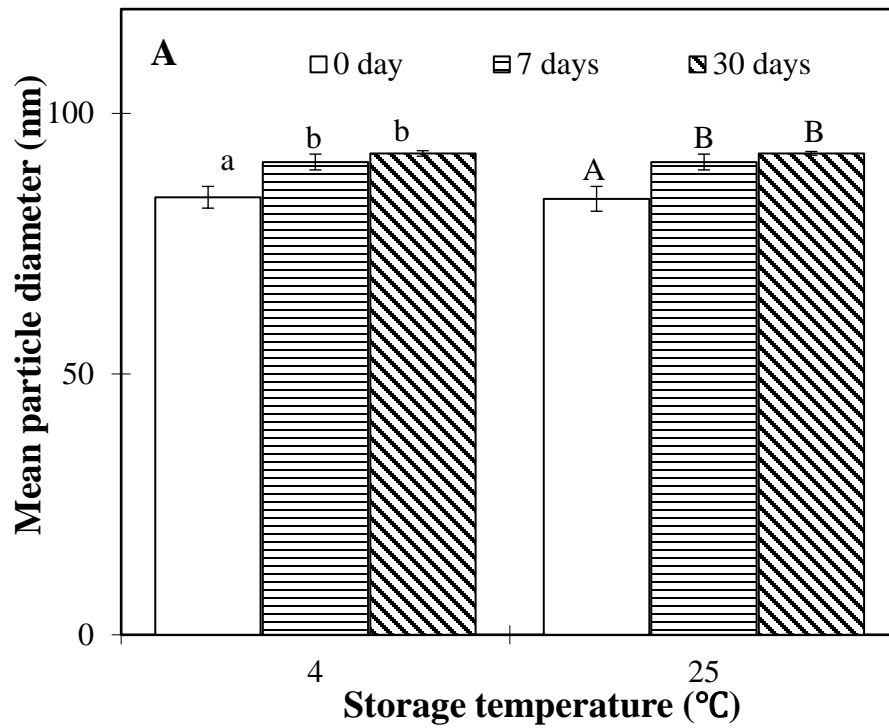 A
0 day 7 days 30 days
100
50
0
Mean particle diameter (nm)
a b b A B B
4 25
Storage temperature (℃)